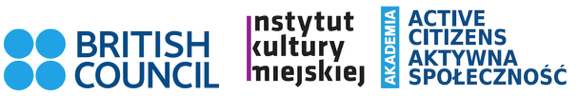 BRITISH
COUNCIL
instytut
kultury
miejskiej
AKADEMIA
ACTIVE
CITIZENS
AKTYWNA
SPOŁECZNOŚĆ